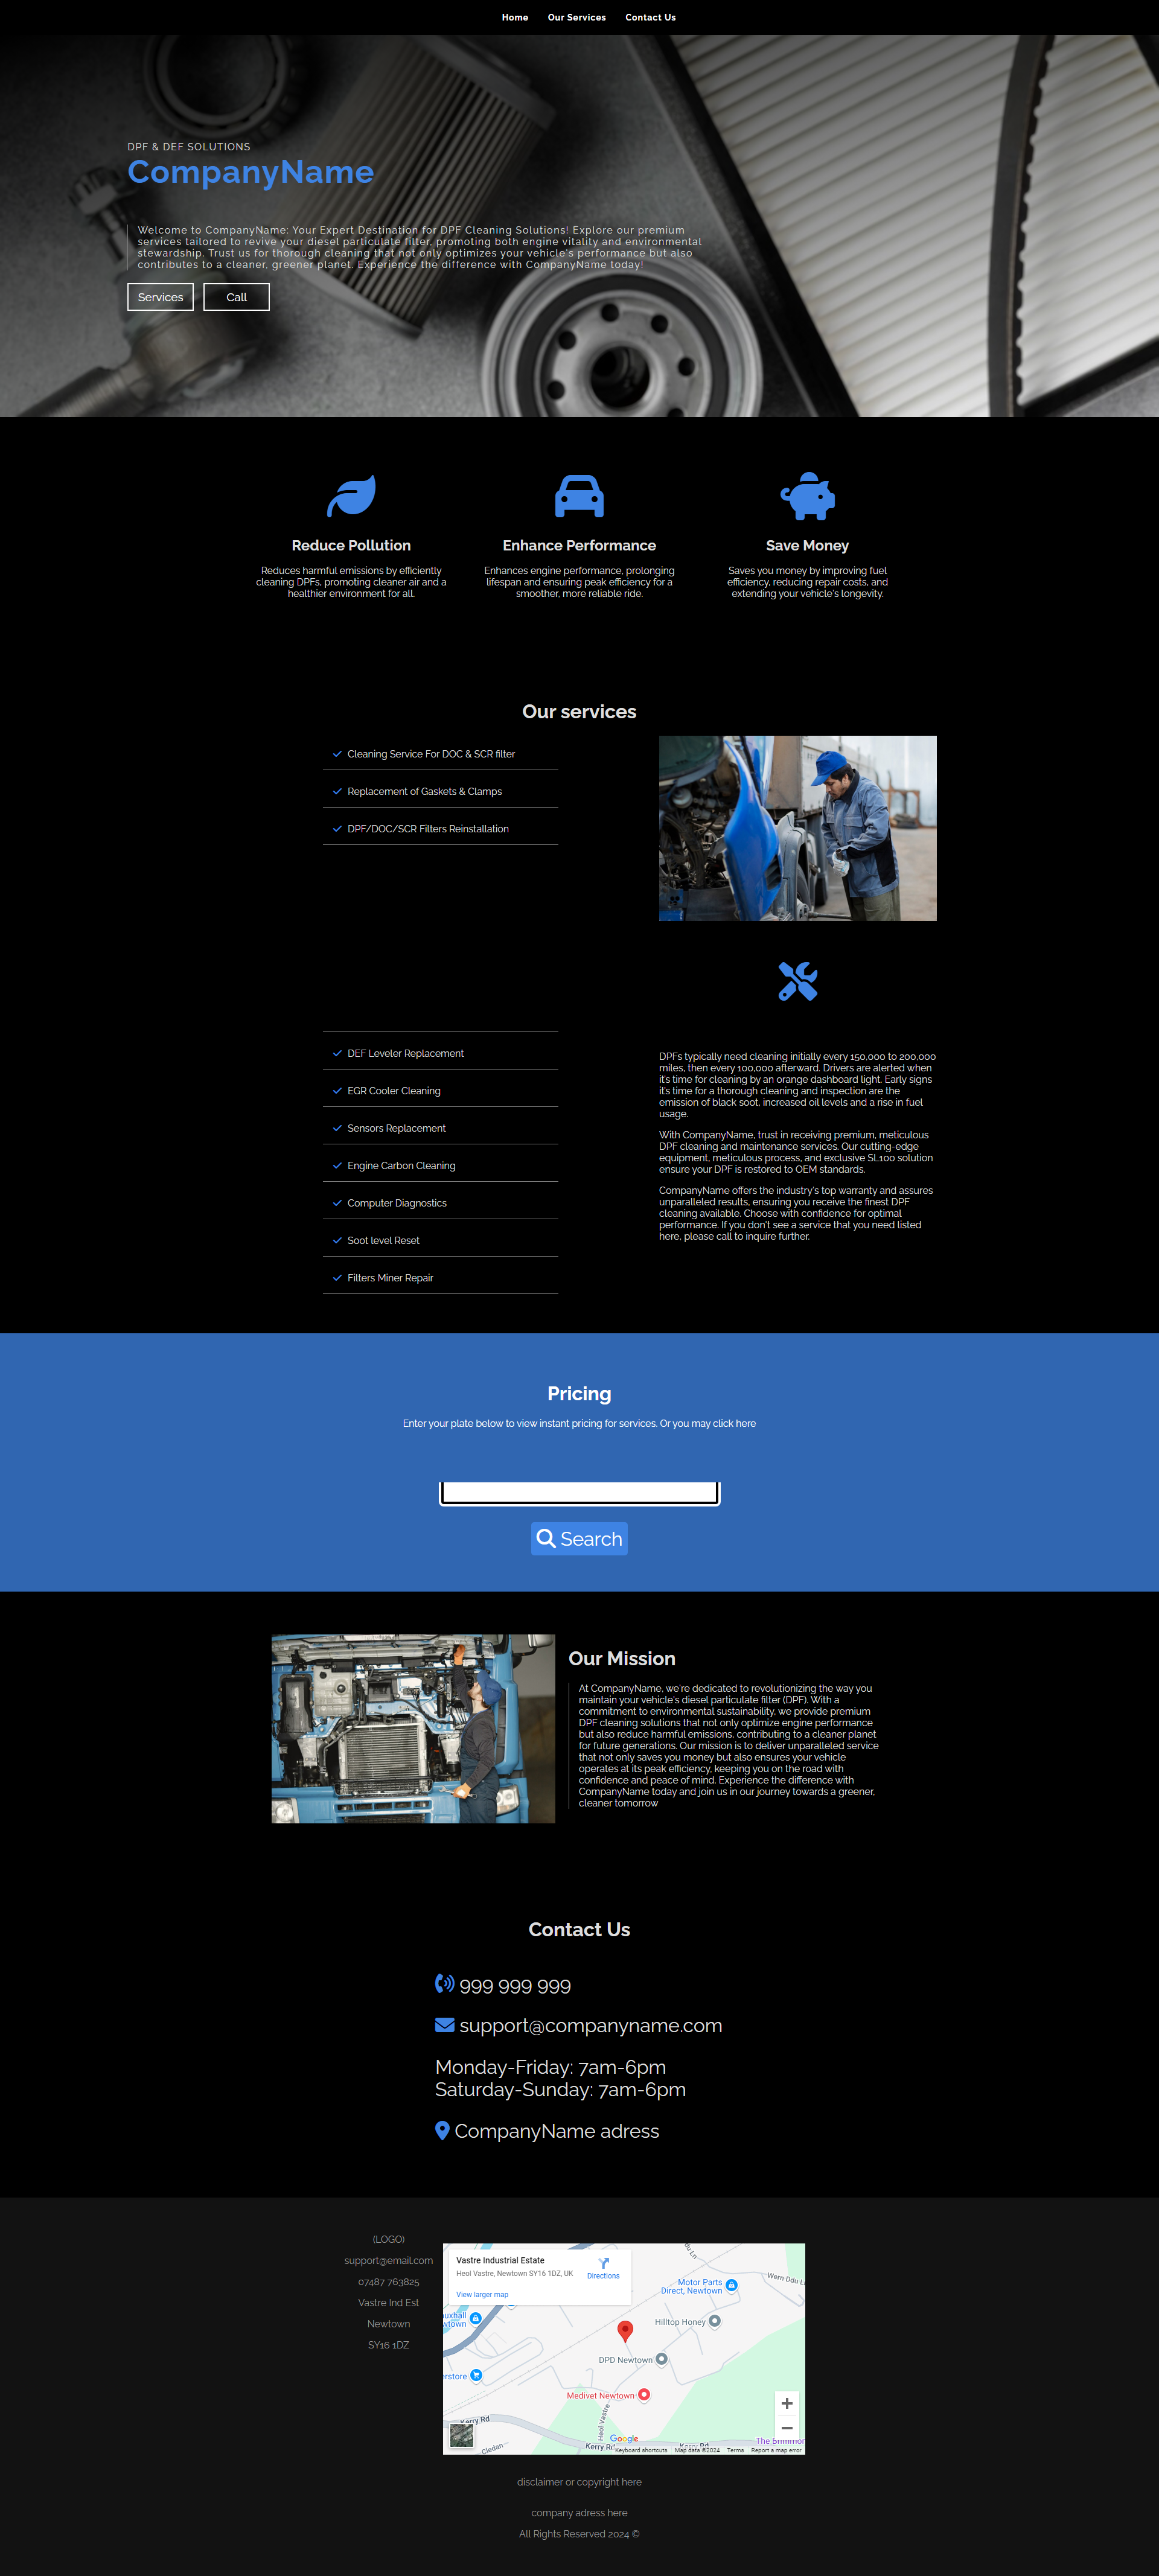 Home Our Services Contact Us
DPF & DEF SOLUTIONS
CompanyName
Welcome to CompanyName: Your Expert Destination for DPF Cleaning Solutions! Explore our premium
services tailored to revive your diesel particulate filter, promoting both engine vitality and environmental
stewardship. Trust us for thorough cleaning that not only optimizes your vehicle's performance but also
contributes to a cleaner, greener planet. Experience the difference with CompanyName today!
Services Call
Reduce Pollution
Reduces harmful emissions by efficiently
cleaning DPFs, promoting cleaner air and a
healthier environment for all.
Enhance Performance
Enhances engine performance, prolonging
lifespan and ensuring peak efficiency for a
smoother, more reliable ride.
Save Money
Saves you money by improving fuel
efficiency, reducing repair costs, and
extending your vehicle's longevity.
Our services
Cleaning Service For DOC & SCR filter
Replacement of Gaskets & Clamps
DPF/DOC/SCR Filters Reinstallation
DEF Leveler Replacement
EGR Cooler Cleaning
Sensors Replacement
Engine Carbon Cleaning
Computer Diagnostics
Soot level Reset
Filters Miner Repair
DPFs typically need cleaning initially every 150,000 to 200,000
miles, then every 100,000 afterward. Drivers are alerted when
it's time for cleaning by an orange dashboard light. Early signs
it's time for a thorough cleaning and inspection are the
emission of black soot, increased oil levels and a rise in fuel
usage.
With CompanyName, trust in receiving premium, meticulous
DPF cleaning and maintenance services. Our cutting-edge
equipment, meticulous process, and exclusive SL100 solution
ensure your DPF is restored to OEM standards.
CompanyName offers the industry's top warranty and assures
unparalleled results, ensuring you receive the finest DPF
cleaning available. Choose with confidence for optimal
performance. If you don't see a service that you need listed
here, please call to inquire further.
Pricing
Enter your plate below to view instant pricing for services. Or you may click here
Search
Our Mission
At CompanyName, we're dedicated to revolutionizing the way you
maintain your vehicle's diesel particulate filter (DPF). With a
commitment to environmental sustainability, we provide premium
DPF cleaning solutions that not only optimize engine performance
but also reduce harmful emissions, contributing to a cleaner planet
for future generations. Our mission is to deliver unparalleled service
that not only saves you money but also ensures your vehicle
operates at its peak efficiency, keeping you on the road with
confidence and peace of mind. Experience the difference with
CompanyName today and join us in our journey towards a greener,
cleaner tomorrow
Contact Us
999 999 999
support@companyname.com
Monday-Friday: 7am-6pm
Saturday-Sunday: 7am-6pm
CompanyName adress
(LOGO)
support@email.com
07487 763825
Vastre Ind Est
Newtown
SY16 1DZ
Vastre Industrial Estate
Heol Vastre, Newtown SY16 1DZ, UK
Directions
View larger map
Motor Parts
Direct, Newtown
Wern Ddu L
Hilltop Honey
DPD Newtown
Medivet Newtown
Heol Vastre
Kerry Rd
Kerry Rd
Kerry Rd
Cledan
Google
Keyboard shortcuts Map data ©2024 Terms Report a map error
disclaimer or copyright here
company adress here
All Rights Reserved 2024 ©